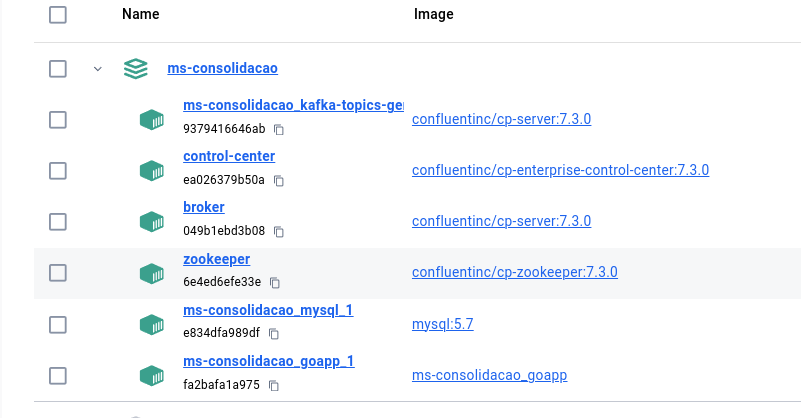 Name Image
ms-consolidacao
ms-consolidacao_kafka-topics-ge
9379416646ab
confluentinc/cp-server:7.3.0
control-center
ea026379b50a
confluentinc/cp-enterprise-control-center:7.3.0
broker
049b1ebd3b08
confluentinc/cp-server:7.3.0
zookeeper
6e4ed6efe33e
confluentinc/cp-zookeeper:7.3.0
ms-consolidacao_mysql_1
e834dfa989df
mysql:5.7
ms-consolidacao_goapp_1
fa2bafa1a975
ms-consolidacao_goapp